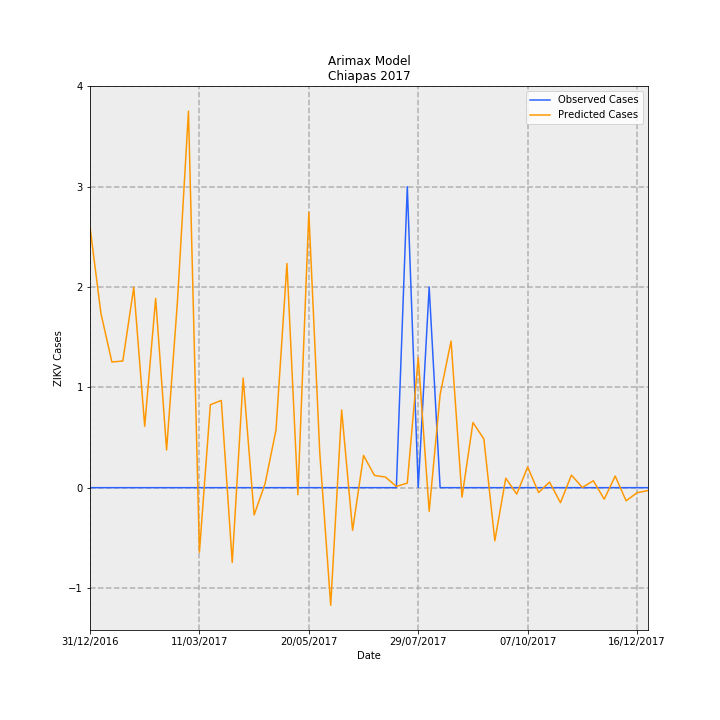 Arimax Model
Chiapas 2017
Observed Cases
Predicted Cases
4
3
2
1
0
−1
ZIKV Cases
31/12/2016 11/03/2017 20/05/2017 29/07/2017 07/10/2017 16/12/2017
Date